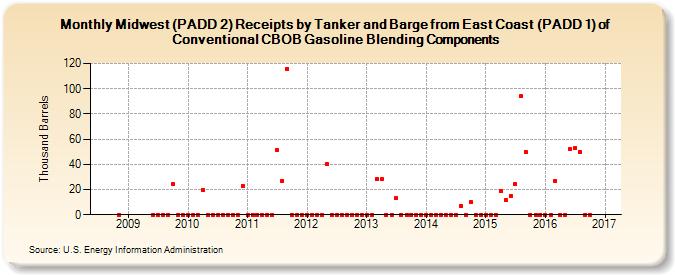 Monthly Midwest (PADD 2) Receipts by Tanker and Barge from East Coast (PADD 1) of
Conventional CBOB Gasoline Blending Components
Thousand Barrels
120
100
80
60
40
20
0
2009 2010 2011 2012 2013 2014 2015 2016 2017
Source: U.S. Energy Information Administration